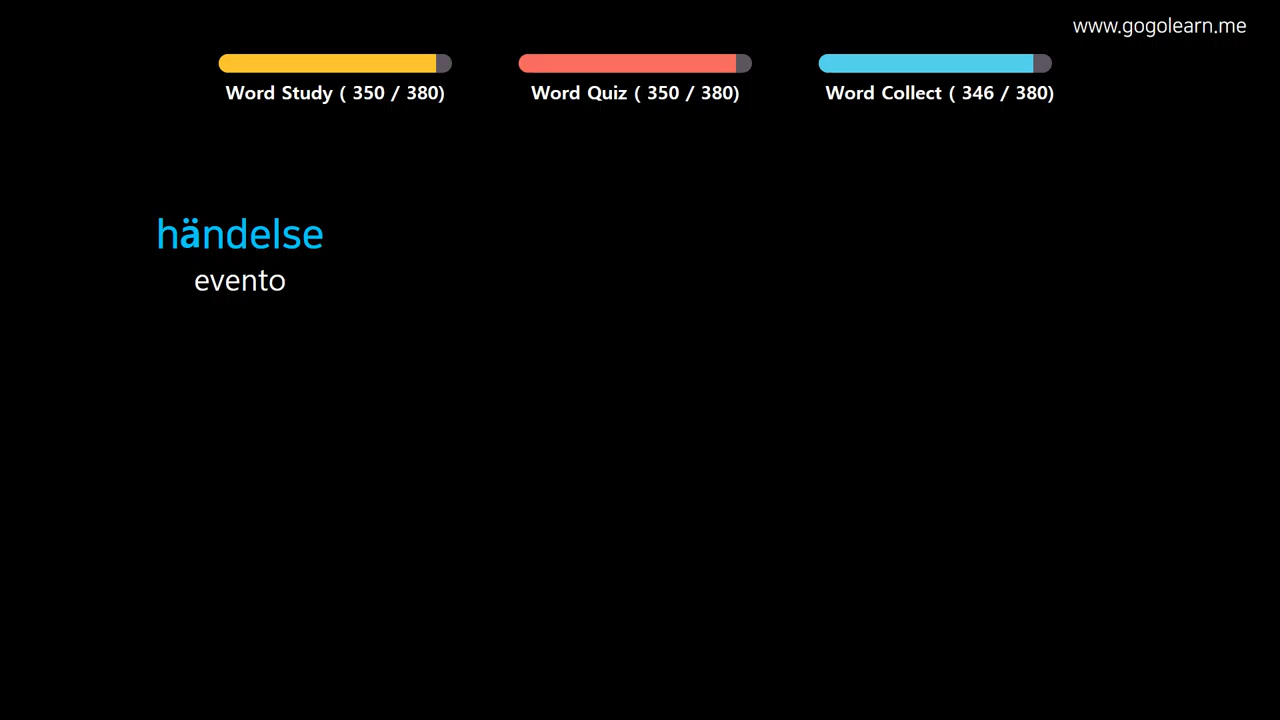 www.gogolearn.me
Word Study ( 350 / 380)
Word Quiz ( 350 / 380)
Word Collect ( 346 / 380)
händelse
evento